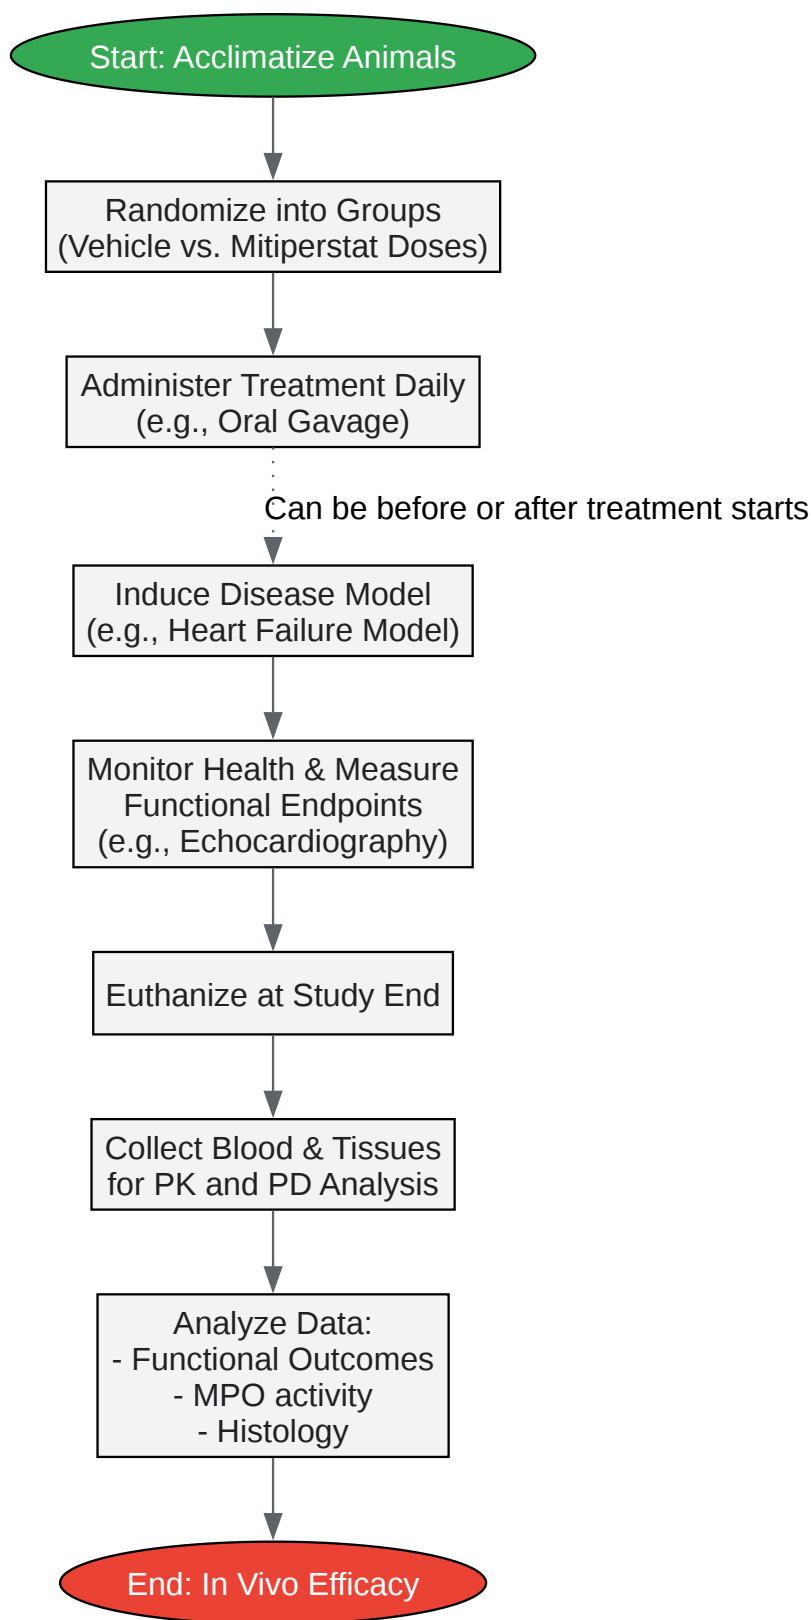 Start: Acclimatize Animals
Randomize into Groups
(Vehicle vs. Mitiperstat Doses)
Administer Treatment Daily
(e.g., Oral Gavage)
Can be before or after treatment starts
Induce Disease Model
(e.g., Heart Failure Model)
Monitor Health & Measure
Functional Endpoints
(e.g., Echocardiography)
Euthanize at Study End
Collect Blood & Tissues
for PK and PD Analysis
Analyze Data:
- Functional Outcomes
- MPO activity
- Histology
End: In Vivo Efficacy